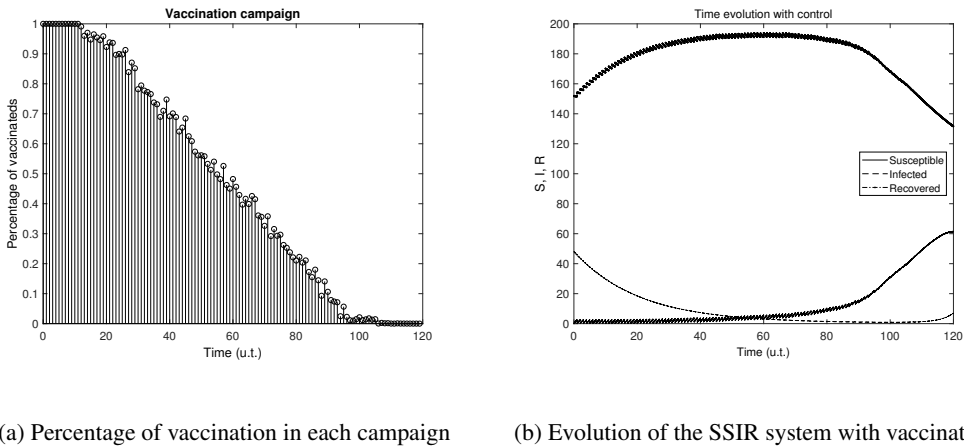 Vaccination campaign
1
0.9
0.8
0.7
0.6
0.5
0.4
0.3
0.2
0.1
0
Percentage of vaccinateds
0 20 40 60 80 100 120
Time (u.t.)
(a) Percentage of vaccination in each campaign
Time evolution with control
200
180
160
140
120
100
80
60
40
20
0
S, I, R
Susceptible
Infected
Recovered
0 20 40 60 80 100 120
Time (u.t.)
(b) Evolution of the SSIR system with vaccinat